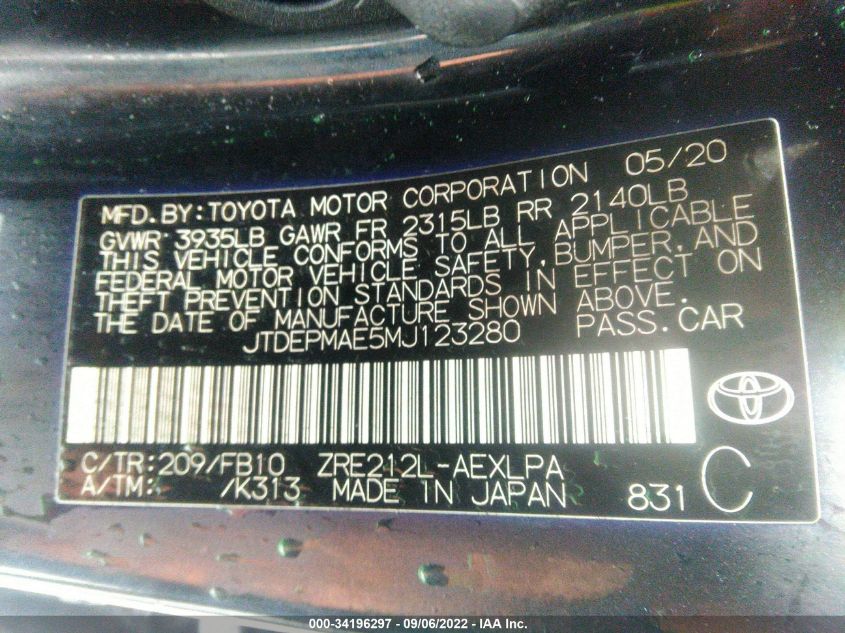 MFD.BY:TOYOTA MOTOR CORPORATION 05/20
GVWR 3935LB GAWR FR 2315LB RR 2140LB
THIS VEHICLE CONFORMS TO ALL APPLICABLE
FEDERAL MOTOR VEHICLE SAFETY,BUMPER,AND
THEFT PREVENTION STANDARDS IN EFFECT ON
THE DATE OF MANUFACTURE SHOWN ABOVE.
JTDEPMAE5MJ123280 PASS.CAR
C/TR:209/FB10 ZRE212L-AEXLPA
A/TM: /K313 MADE IN JAPAN 831 C
000-34196297 - 09/06/2022 - IAA Inc.